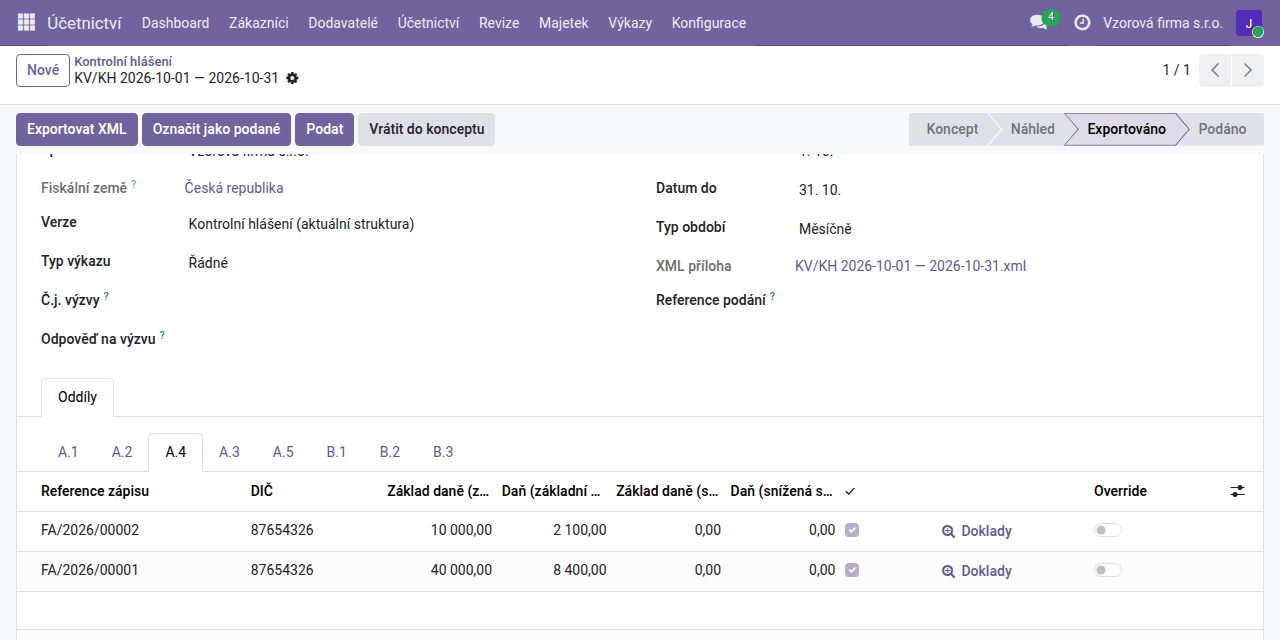 Účetnictví Dashboard Zákazníci Dodavatelé Účetnictví Revize Majetek Výkazy Konfigurace 4 Vzorová firma s.r.o. J
Nové Kontrolní hlášení
KV/KH 2026-10-01 — 2026-10-31 1 / 1
Exportovat XML Označit jako podané Podat Vrátit do konceptu Koncept Náhled Exportováno Podáno
Fiskální země ? Česká republika Datum do 31. 10.
Verze Kontrolní hlášení (aktuální struktura) Typ období Měsíčně
Typ výkazu Řádné XML příloha KV/KH 2026-10-01 — 2026-10-31.xml
Č.j. výzvy ? Reference podání ?
Odpověď na výzvu ?
Oddíly
A.1 A.2 A.4 A.3 A.5 B.1 B.2 B.3
Reference zápisu DIČ Základ daně (z… Daň (základní … Základ daně (s… Daň (snížená s… Override
FA/2026/00002 87654326 10 000,00 2 100,00 0,00 0,00 Doklady
FA/2026/00001 87654326 40 000,00 8 400,00 0,00 0,00 Doklady